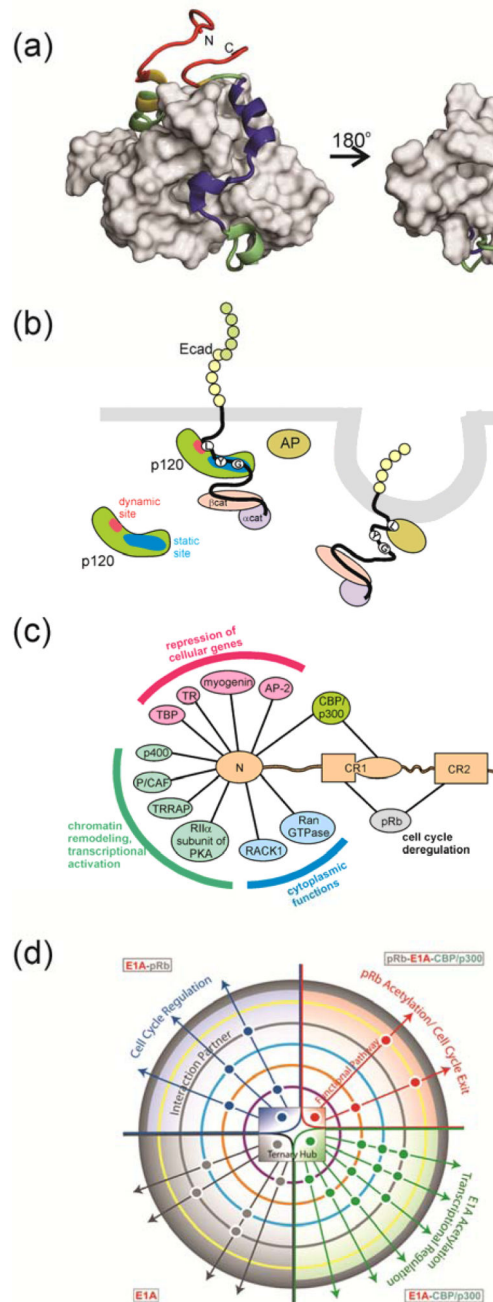 (a)
N
C
180°
(b)
Ecad
AP
p120
L
Y
G
βcat
αcat
dynamic
site
static
site
p120
L
Y
G
(c)
repression of
cellular genes
myogenin
TR
AP-2
TBP
CBP/
p300
p400
N
CR1
CR2
P/CAF
TRRAP
RIIα
subunit of
PKA
RACK1
Ran
GTPase
pRb
chromatin
remodeling,
transcriptional
activation
cytoplasmic
functions
cell cycle
deregulation
(d)
E1A-pRb
pRb-E1A-CBP/p300
Cell Cycle Regulation
pRb Acetylation/ Cell Cycle Exit
Interaction Partner
Functional Pathway
Ternary Hub
E1A Acetylation
Transcriptional Regulation
E1A
E1A-CBP/p300